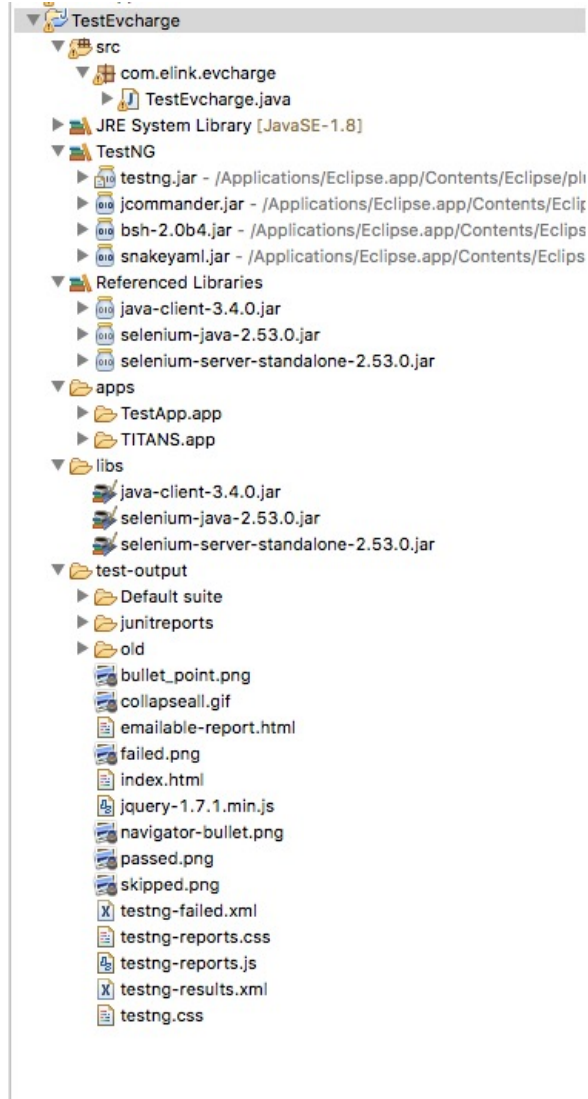 TestEvcharge
src
com.elink.evcharge
TestEvcharge.java
JRE System Library [JavaSE-1.8]
TestNG
testng.jar - /Applications/Eclipse.app/Contents/Eclipse/plu
jcommander.jar - /Applications/Eclipse.app/Contents/Eclip
bsh-2.0b4.jar - /Applications/Eclipse.app/Contents/Eclips
snakeyaml.jar - /Applications/Eclipse.app/Contents/Eclips
Referenced Libraries
java-client-3.4.0.jar
selenium-java-2.53.0.jar
selenium-server-standalone-2.53.0.jar
apps
TestApp.app
TITANS.app
libs
java-client-3.4.0.jar
selenium-java-2.53.0.jar
selenium-server-standalone-2.53.0.jar
test-output
Default suite
junitreports
old
bullet_point.png
collapseall.gif
emailable-report.html
failed.png
index.html
jquery-1.7.1.min.js
navigator-bullet.png
passed.png
skipped.png
testng-failed.xml
testng-reports.css
testng-reports.js
testng-results.xml
testng.css